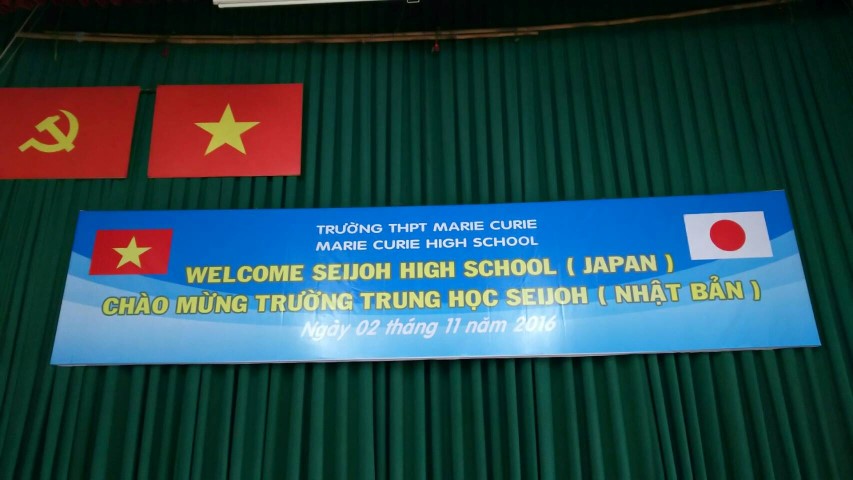 TRƯỜNG THPT MARIE CURIE
MARIE CURIE HIGH SCHOOL
WELCOME SEIJOH HIGH SCHOOL ( JAPAN )
CHÀO MỪNG TRƯỜNG TRUNG HỌC SEIJOH ( NHẬT BẢN )
Ngày 02 tháng 11 năm 2016